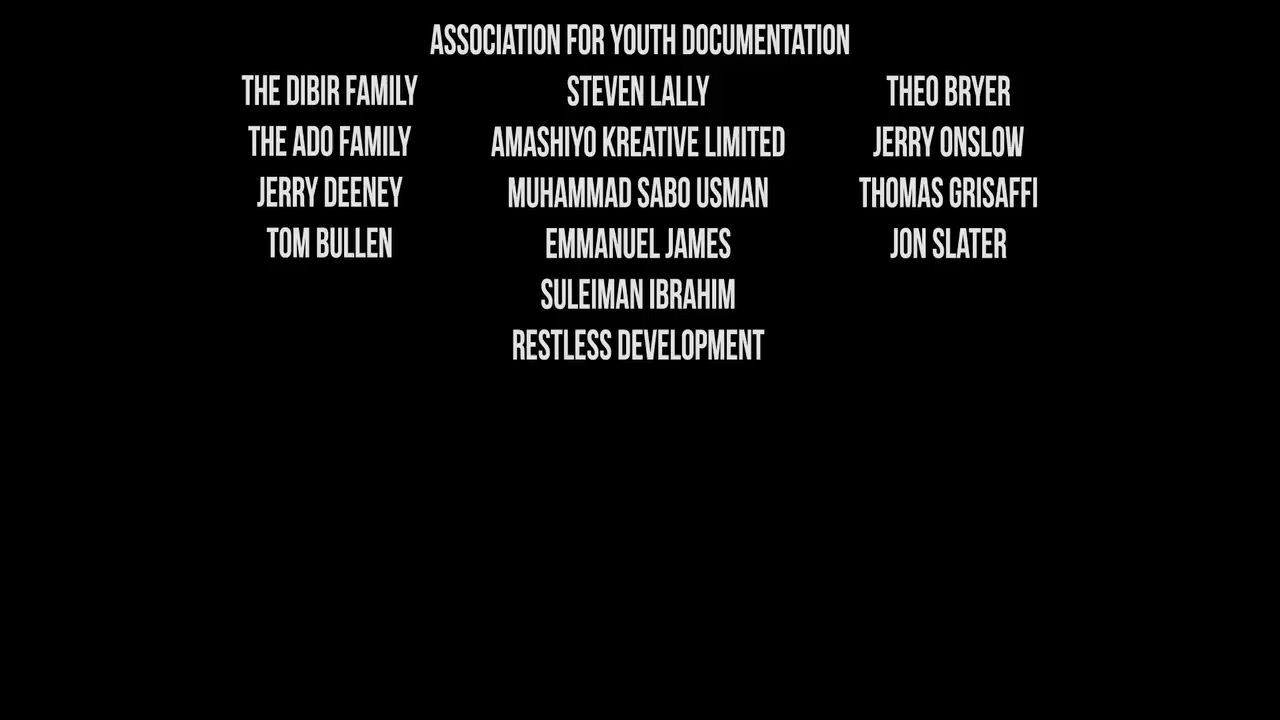 ASSOCIATION FOR YOUTH DOCUMENTATION
THE DIBIR FAMILY STEVEN LALLY THEO BRYER
THE ADO FAMILY AMASHIYO KREATIVE LIMITED JERRY ONSLOW
JERRY DEENEY MUHAMMAD SABO USMAN THOMAS GRISAFFI
TOM BULLEN EMMANUEL JAMES JON SLATER
SULEIMAN IBRAHIM
RESTLESS DEVELOPMENT